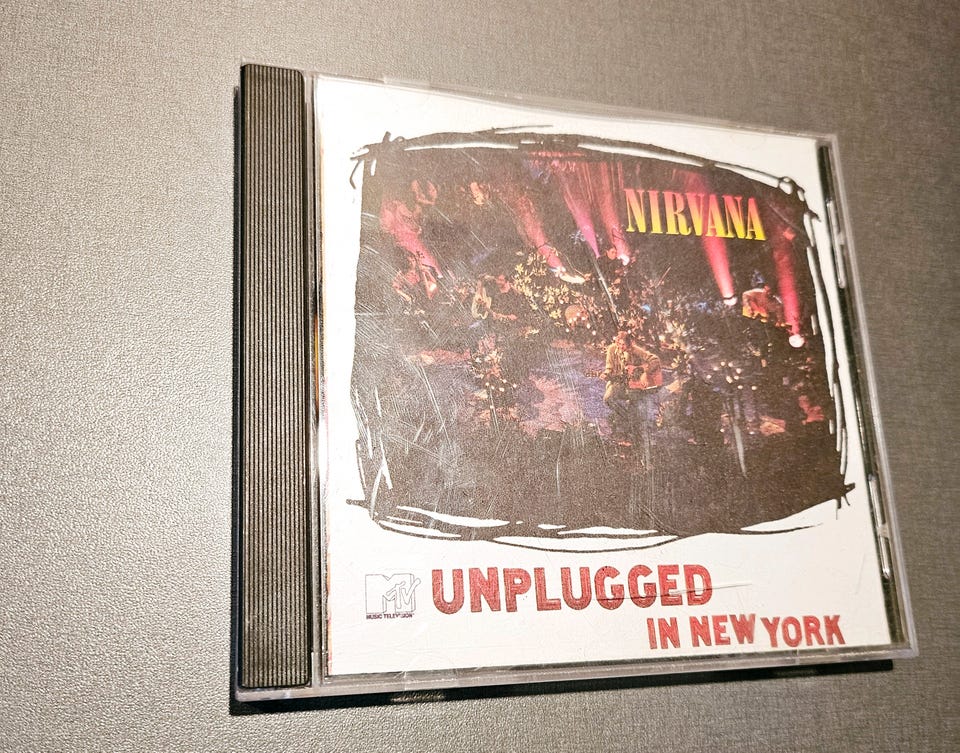 NIRVANA
MTV
MUSIC TELEVISION
UNPLUGGED
IN NEW YORK